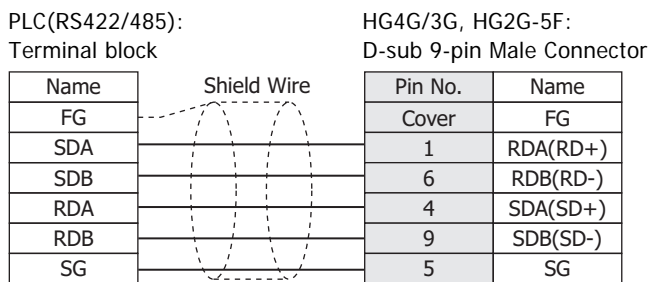 PLC(RS422/485):
Terminal block
HG4G/3G, HG2G-5F:
D-sub 9-pin Male Connector
Name Shield Wire Pin No. Name
FG Cover FG
SDA 1 RDA(RD+)
SDB 6 RDB(RD-)
RDA 4 SDA(SD+)
RDB 9 SDB(SD-)
SG 5 SG